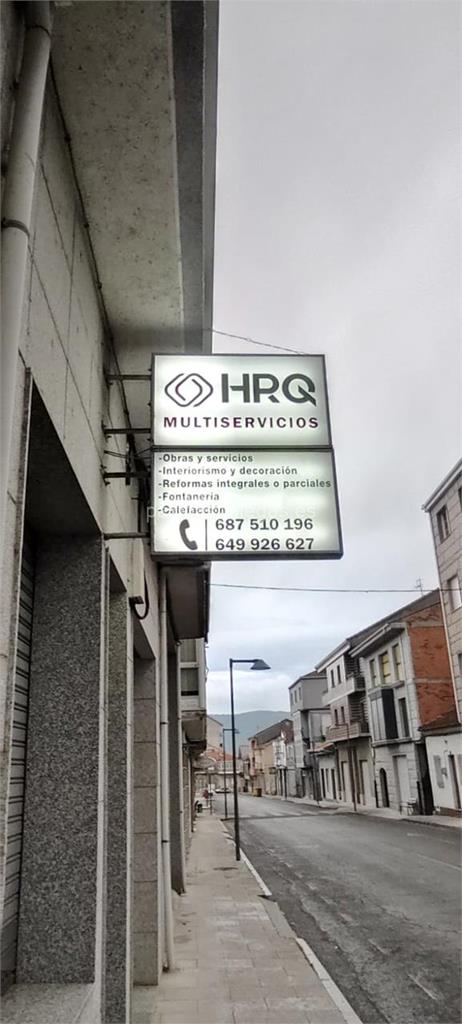 HRQ
MULTISERVICIOS
-Obras y servicios
-Interiorismo y decoración
-Reformas integrales o parciales
-Fontanería
-Calefacción
687 510 196
649 926 627